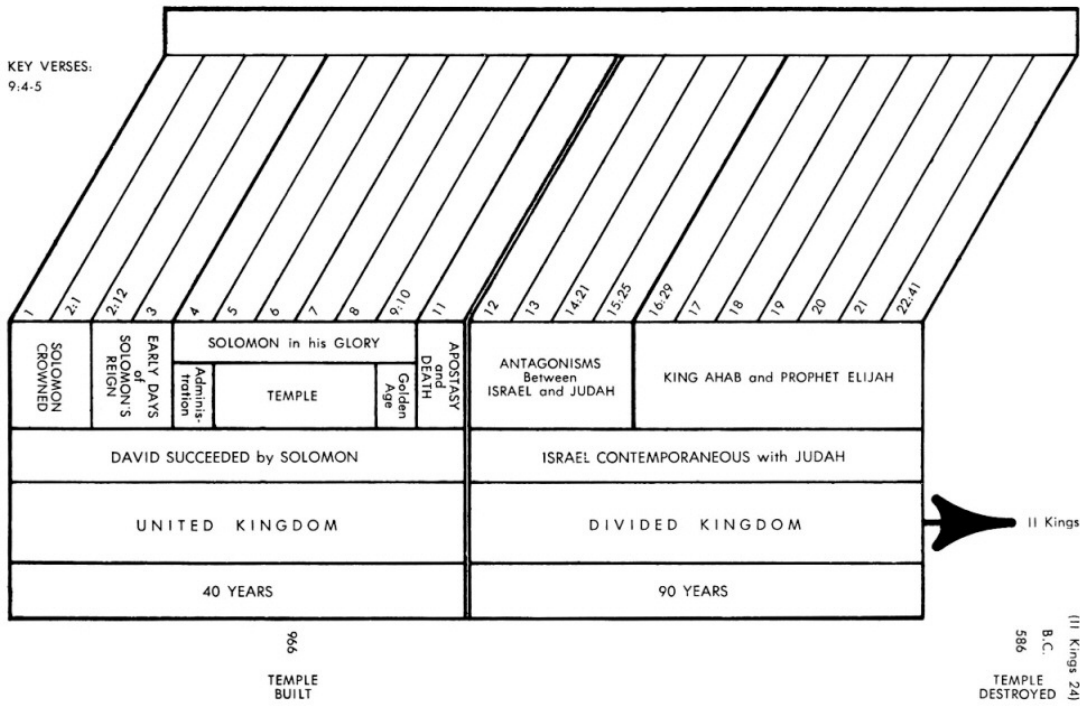 KEY VERSES:
9:4-5
1
2:1
2:12
3
4
5
6
7
8
9:10
11
12
13
14:21
15:25
16:29
17
18
19
20
21
22:41
SOLOMON
CROWNED
EARLY DAYS
of
SOLOMON'S
REIGN
SOLOMON in his GLORY
Adminis-
tration
TEMPLE
Golden
Age
APOSTASY
and
DEATH
ANTAGONISMS
Between
ISRAEL and JUDAH
KING AHAB and PROPHET ELIJAH
DAVID SUCCEEDED by SOLOMON
ISRAEL CONTEMPORANEOUS with JUDAH
UNITED KINGDOM
DIVIDED KINGDOM
II Kings
40 YEARS
90 YEARS
966
TEMPLE
BUILT
(II Kings 24)
B.C.
586
TEMPLE
DESTROYED